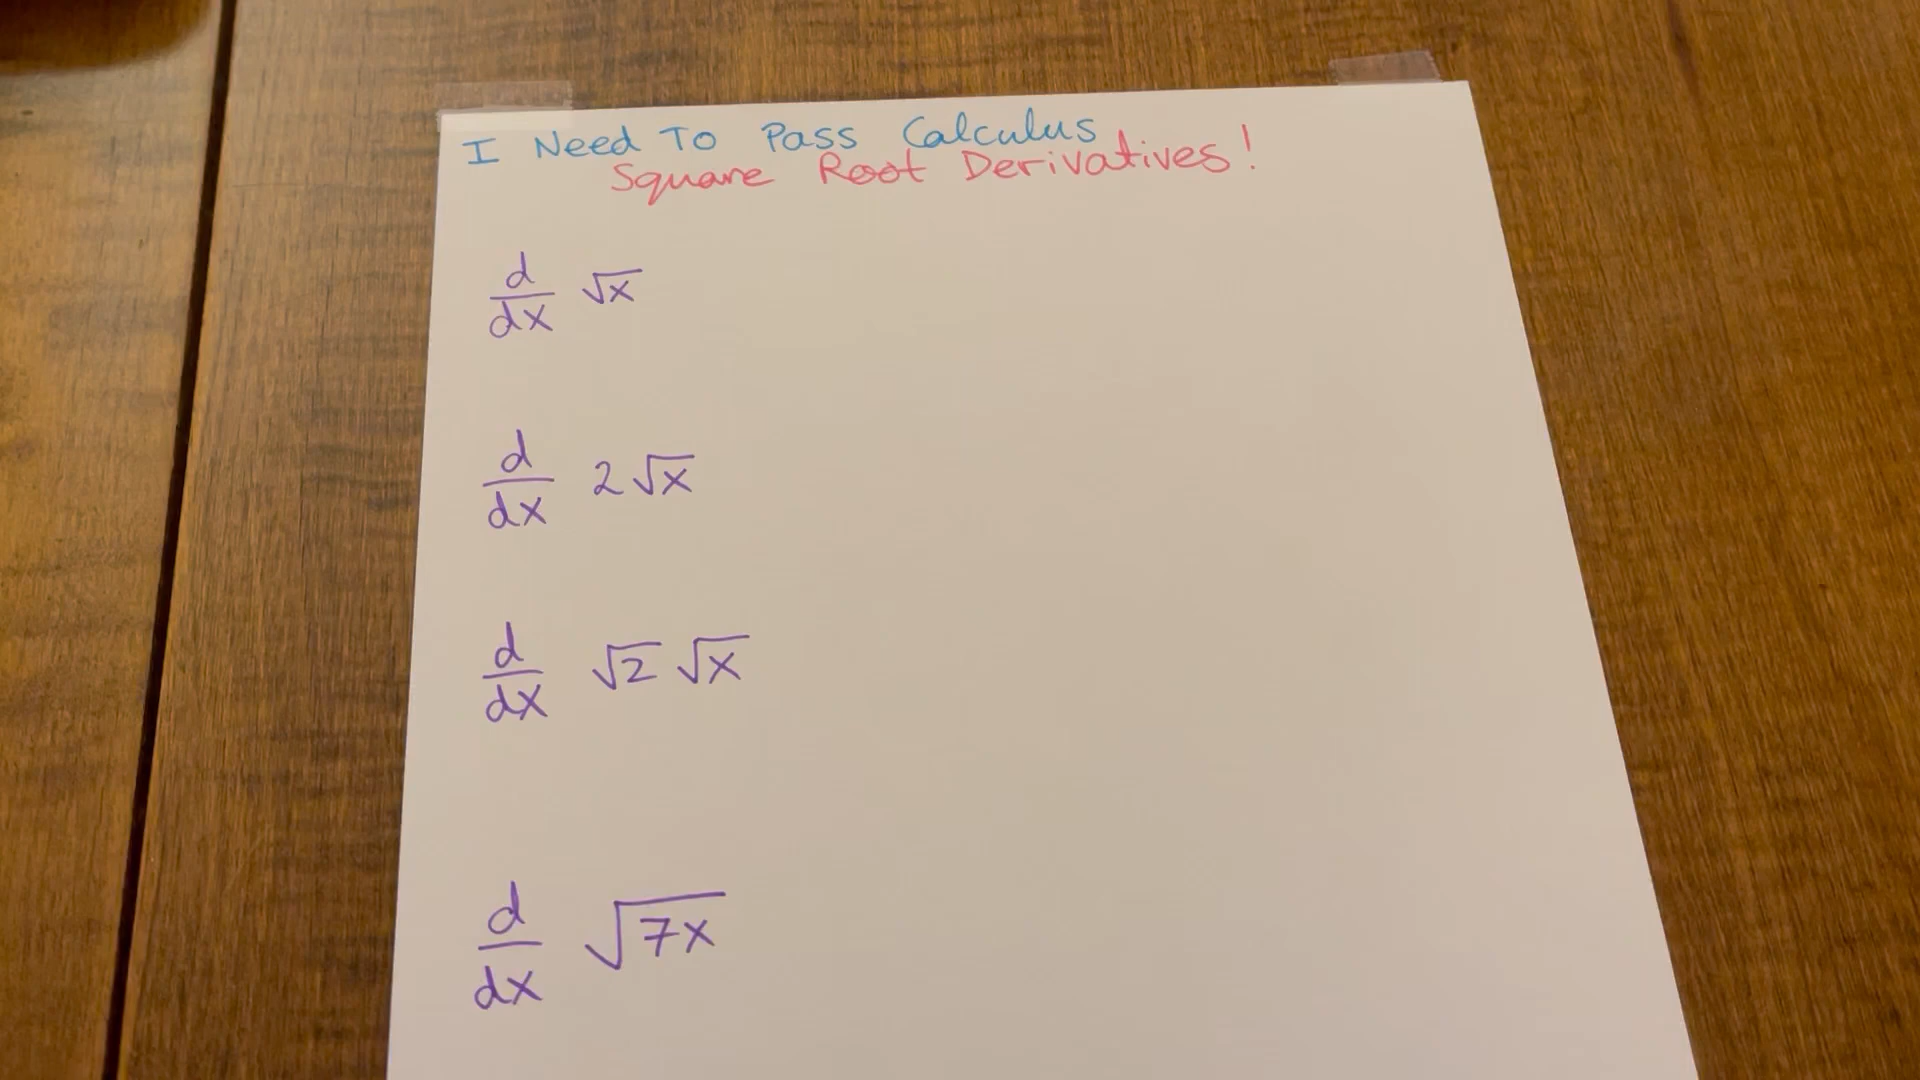 I Need To Pass Calculus
Square Root Derivatives!
d/dx √x
d/dx 2√x
d/dx √2 √x
d/dx √7x